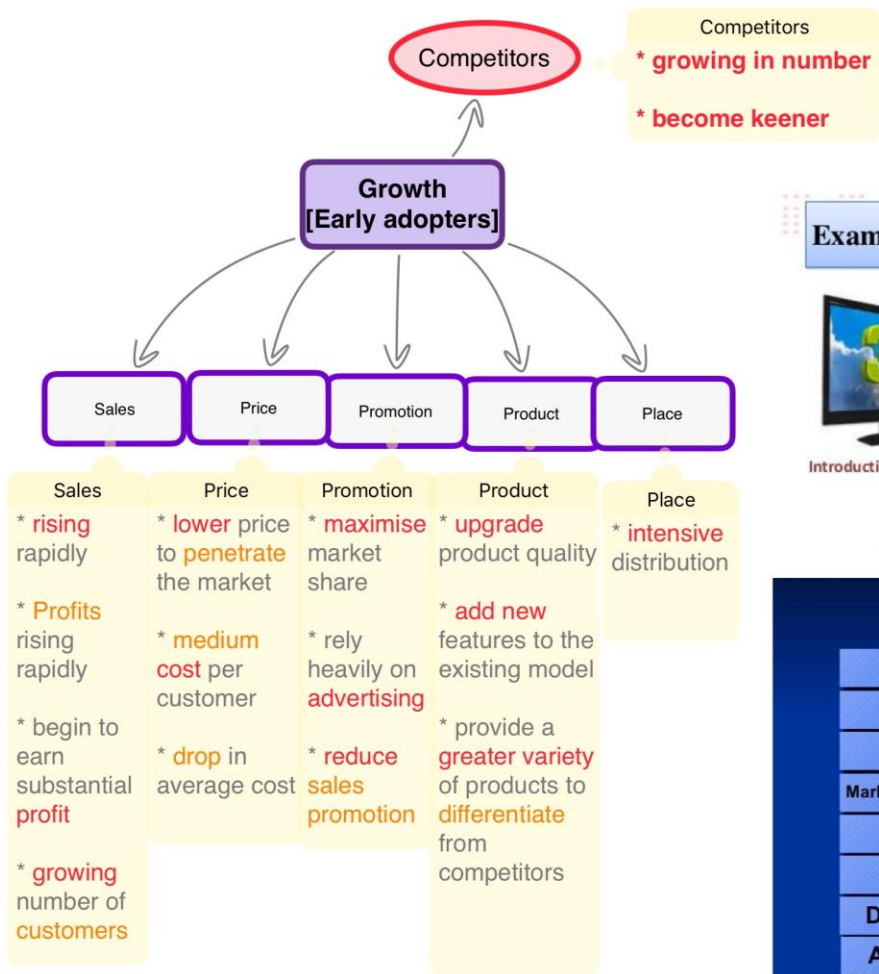 Competitors
Competitors
* growing in number
* become keener
Growth
[Early adopters]
Sales
Price
Promotion
Product
Place
Sales
* rising
rapidly
* Profits
rising
rapidly
* begin to
earn
substantial
profit
* growing
number of
customers
Price
* lower price
to penetrate
the market
* medium
cost per
customer
* drop in
average cost
Promotion
* maximise
market
share
* rely
heavily on
advertising
* reduce
sales
promotion
Product
* upgrade
product quality
* add new
features to the
existing model
* provide a
greater variety
of products to
differentiate
from
competitors
Place
* intensive
distribution
Exam
Introducti
Mark
D
A